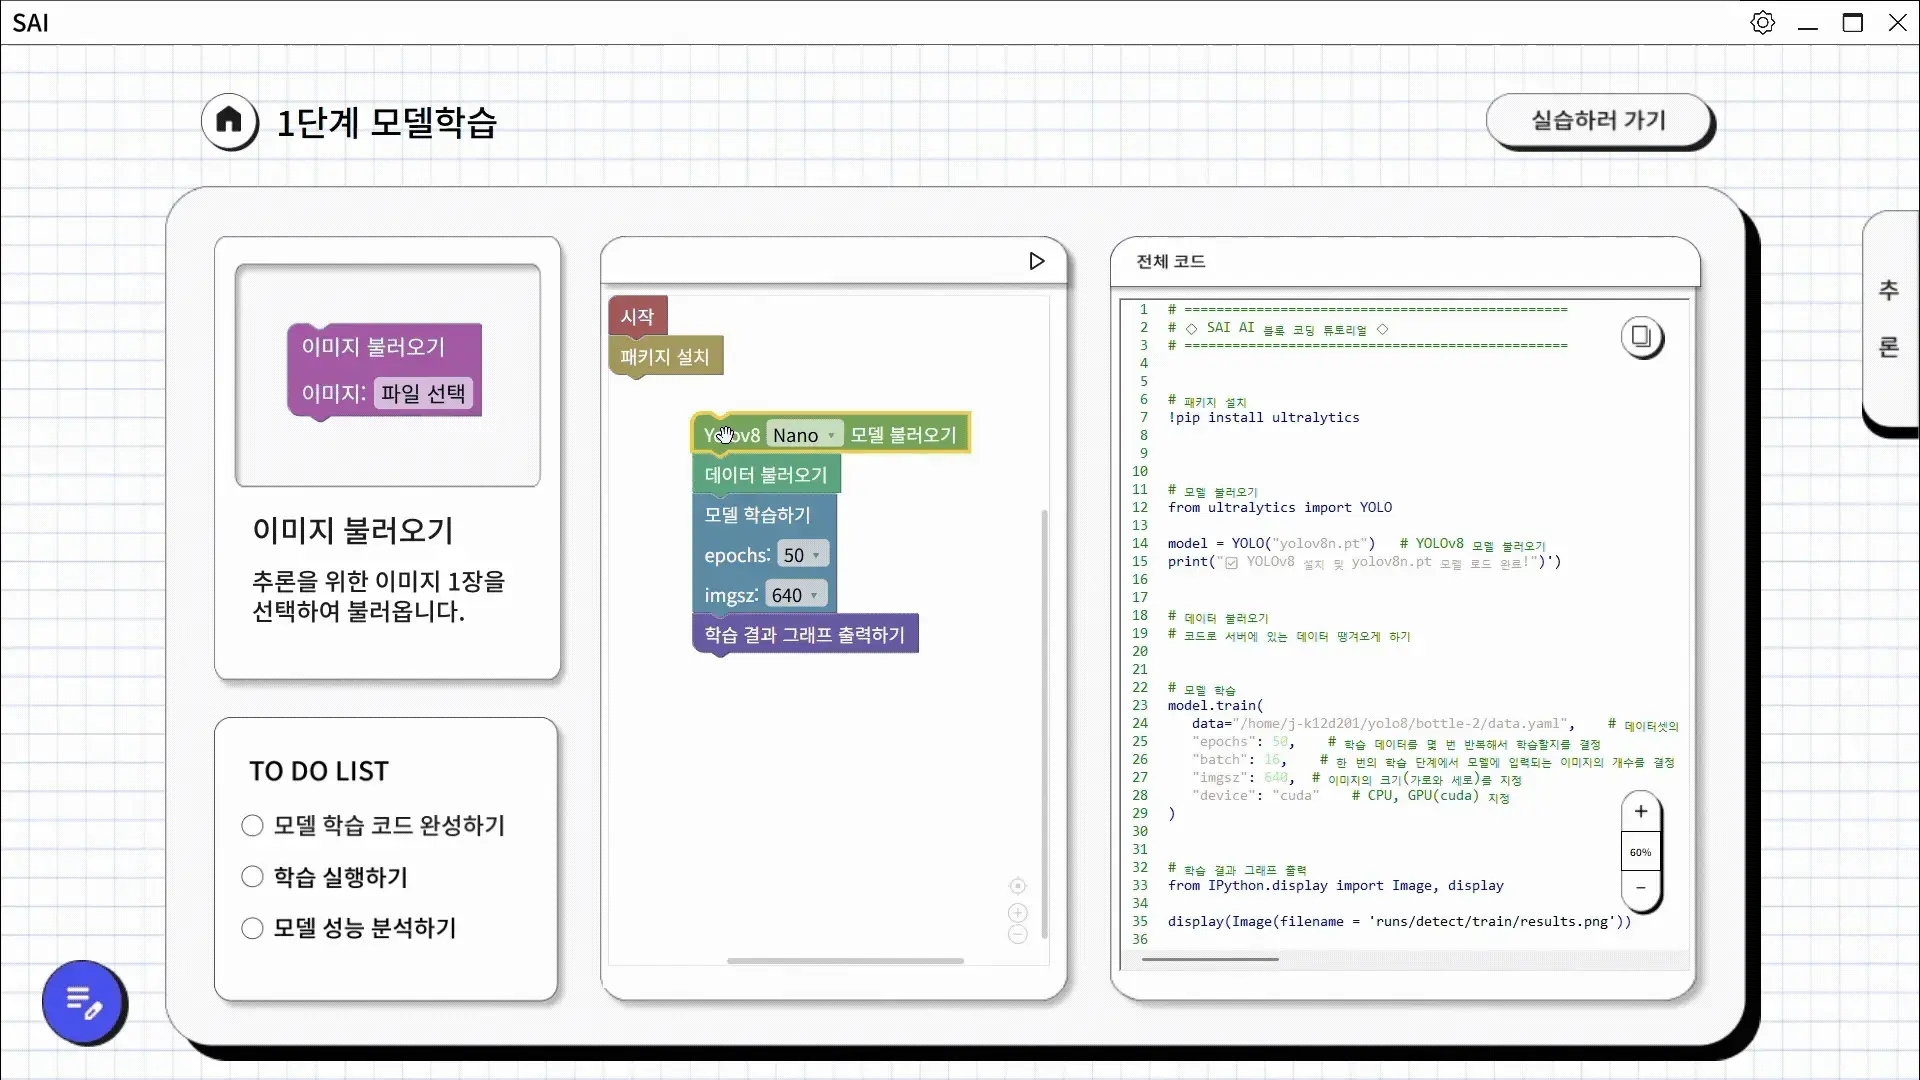 SAI
1단계 모델학습
실습하러 가기
이미지 불러오기
이미지: 파일 선택
이미지 불러오기
추론을 위한 이미지 1장을
선택하여 불러옵니다.
TO DO LIST
모델 학습 코드 완성하기
학습 실행하기
모델 성능 분석하기
시작
패키지 설치
Yolov8 Nano 모델 불러오기
데이터 불러오기
모델 학습하기
epochs: 50
imgsz: 640
학습 결과 그래프 출력하기
전체 코드
1 # ================================================
2 # ◇ SAI AI 블록 코딩 튜토리얼 ◇
3 # ================================================
4
5
6 # 패키지 설치
7 !pip install ultralytics
8
9
10
11 # 모델 불러오기
12 from ultralytics import YOLO
13
14 model = YOLO("yolov8n.pt") # YOLOv8 모델 불러오기
15 print("☑ YOLOv8 설치 및 yolov8n.pt 모델 로드 완료!")')
16
17
18 # 데이터 불러오기
19 # 코드로 서버에 있는 데이터 땡겨오게 하기
20
21
22 # 모델 학습
23 model.train(
24 data="/home/j-k12d201/yolo8/bottle-2/data.yaml", # 데이터셋의
25 "epochs": 50, # 학습 데이터를 몇 번 반복해서 학습할지를 결정
26 "batch": 16, # 한 번의 학습 단계에서 모델에 입력되는 이미지의 개수를 결정
27 "imgsz": 640, # 이미지의 크기(가로와 세로)를 지정
28 "device": "cuda" # CPU, GPU(cuda) 지정
29 )
30
31
32 # 학습 결과 그래프 출력
33 from IPython.display import Image, display
34
35 display(Image(filename = 'runs/detect/train/results.png'))
36
60%
추
론